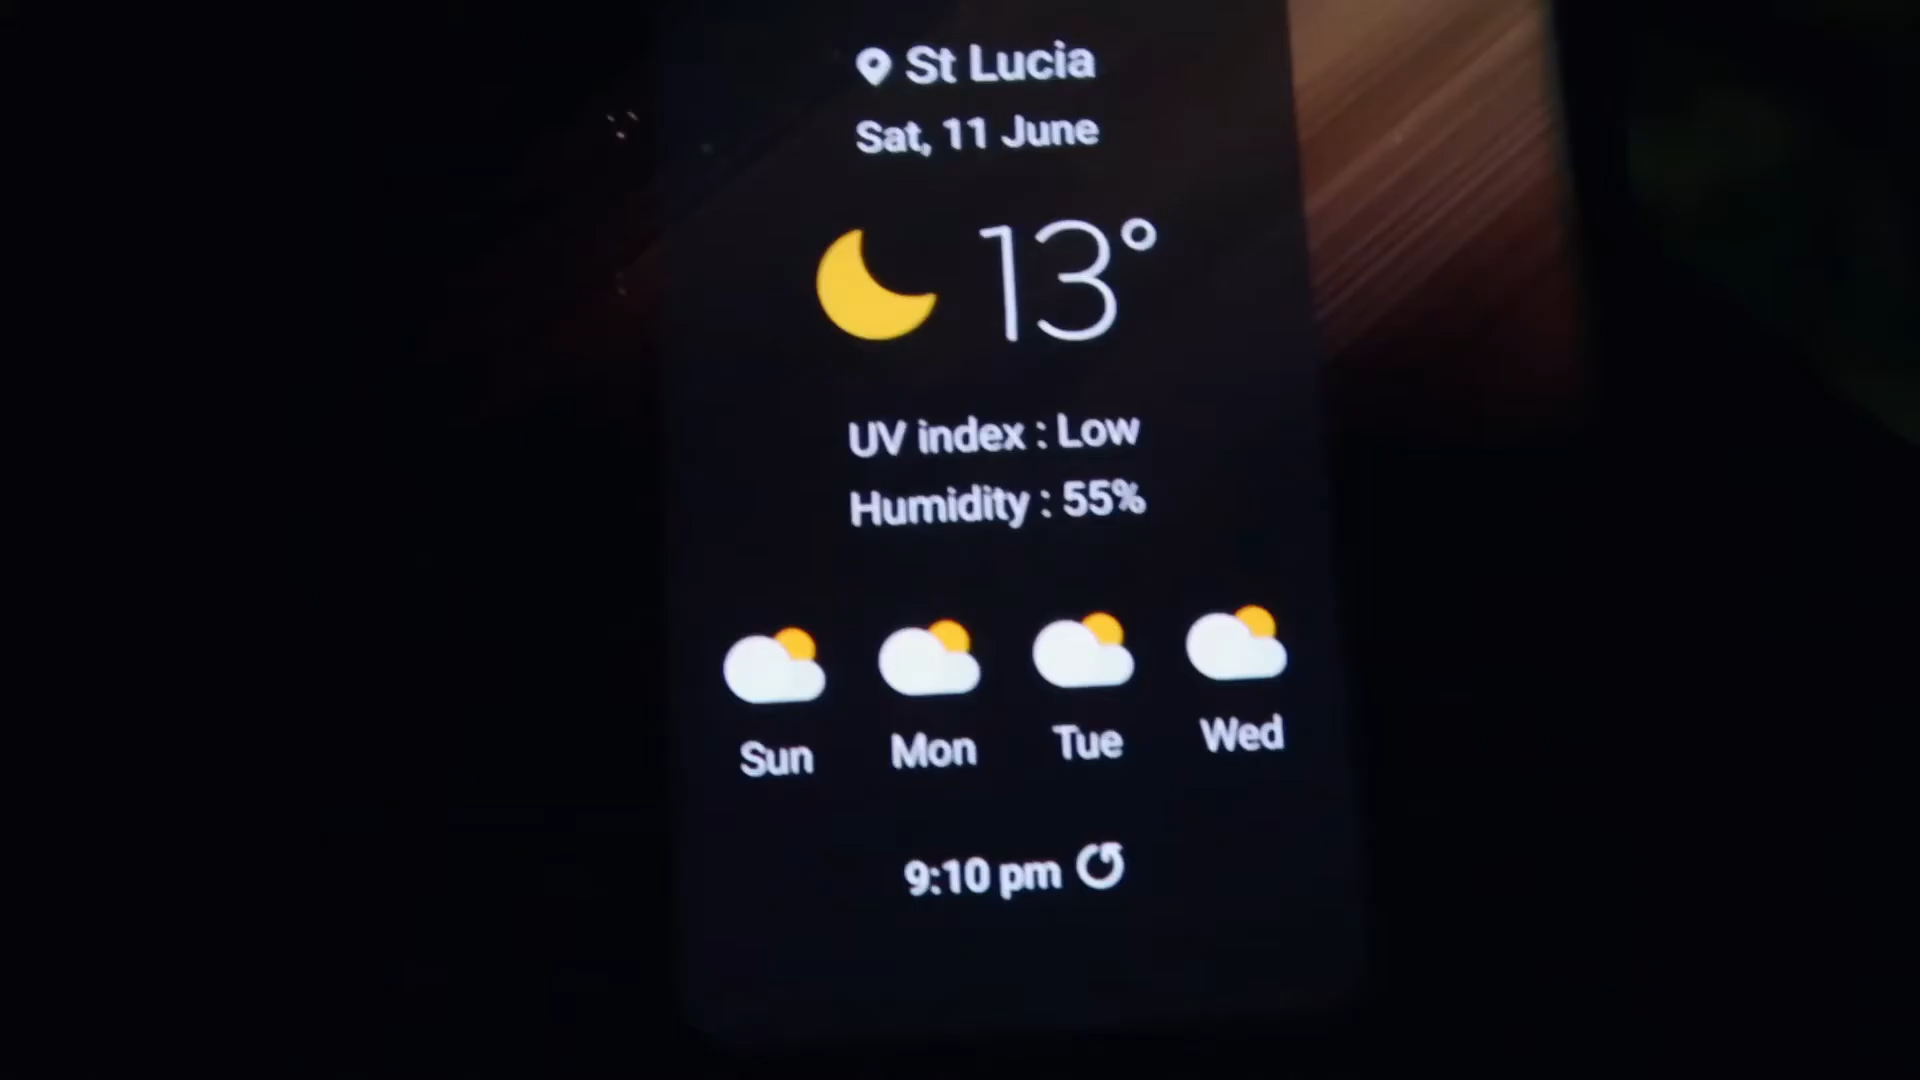 St Lucia
Sat, 11 June
13°
UV index : Low
Humidity : 55%
Sun Mon Tue Wed
9:10 pm